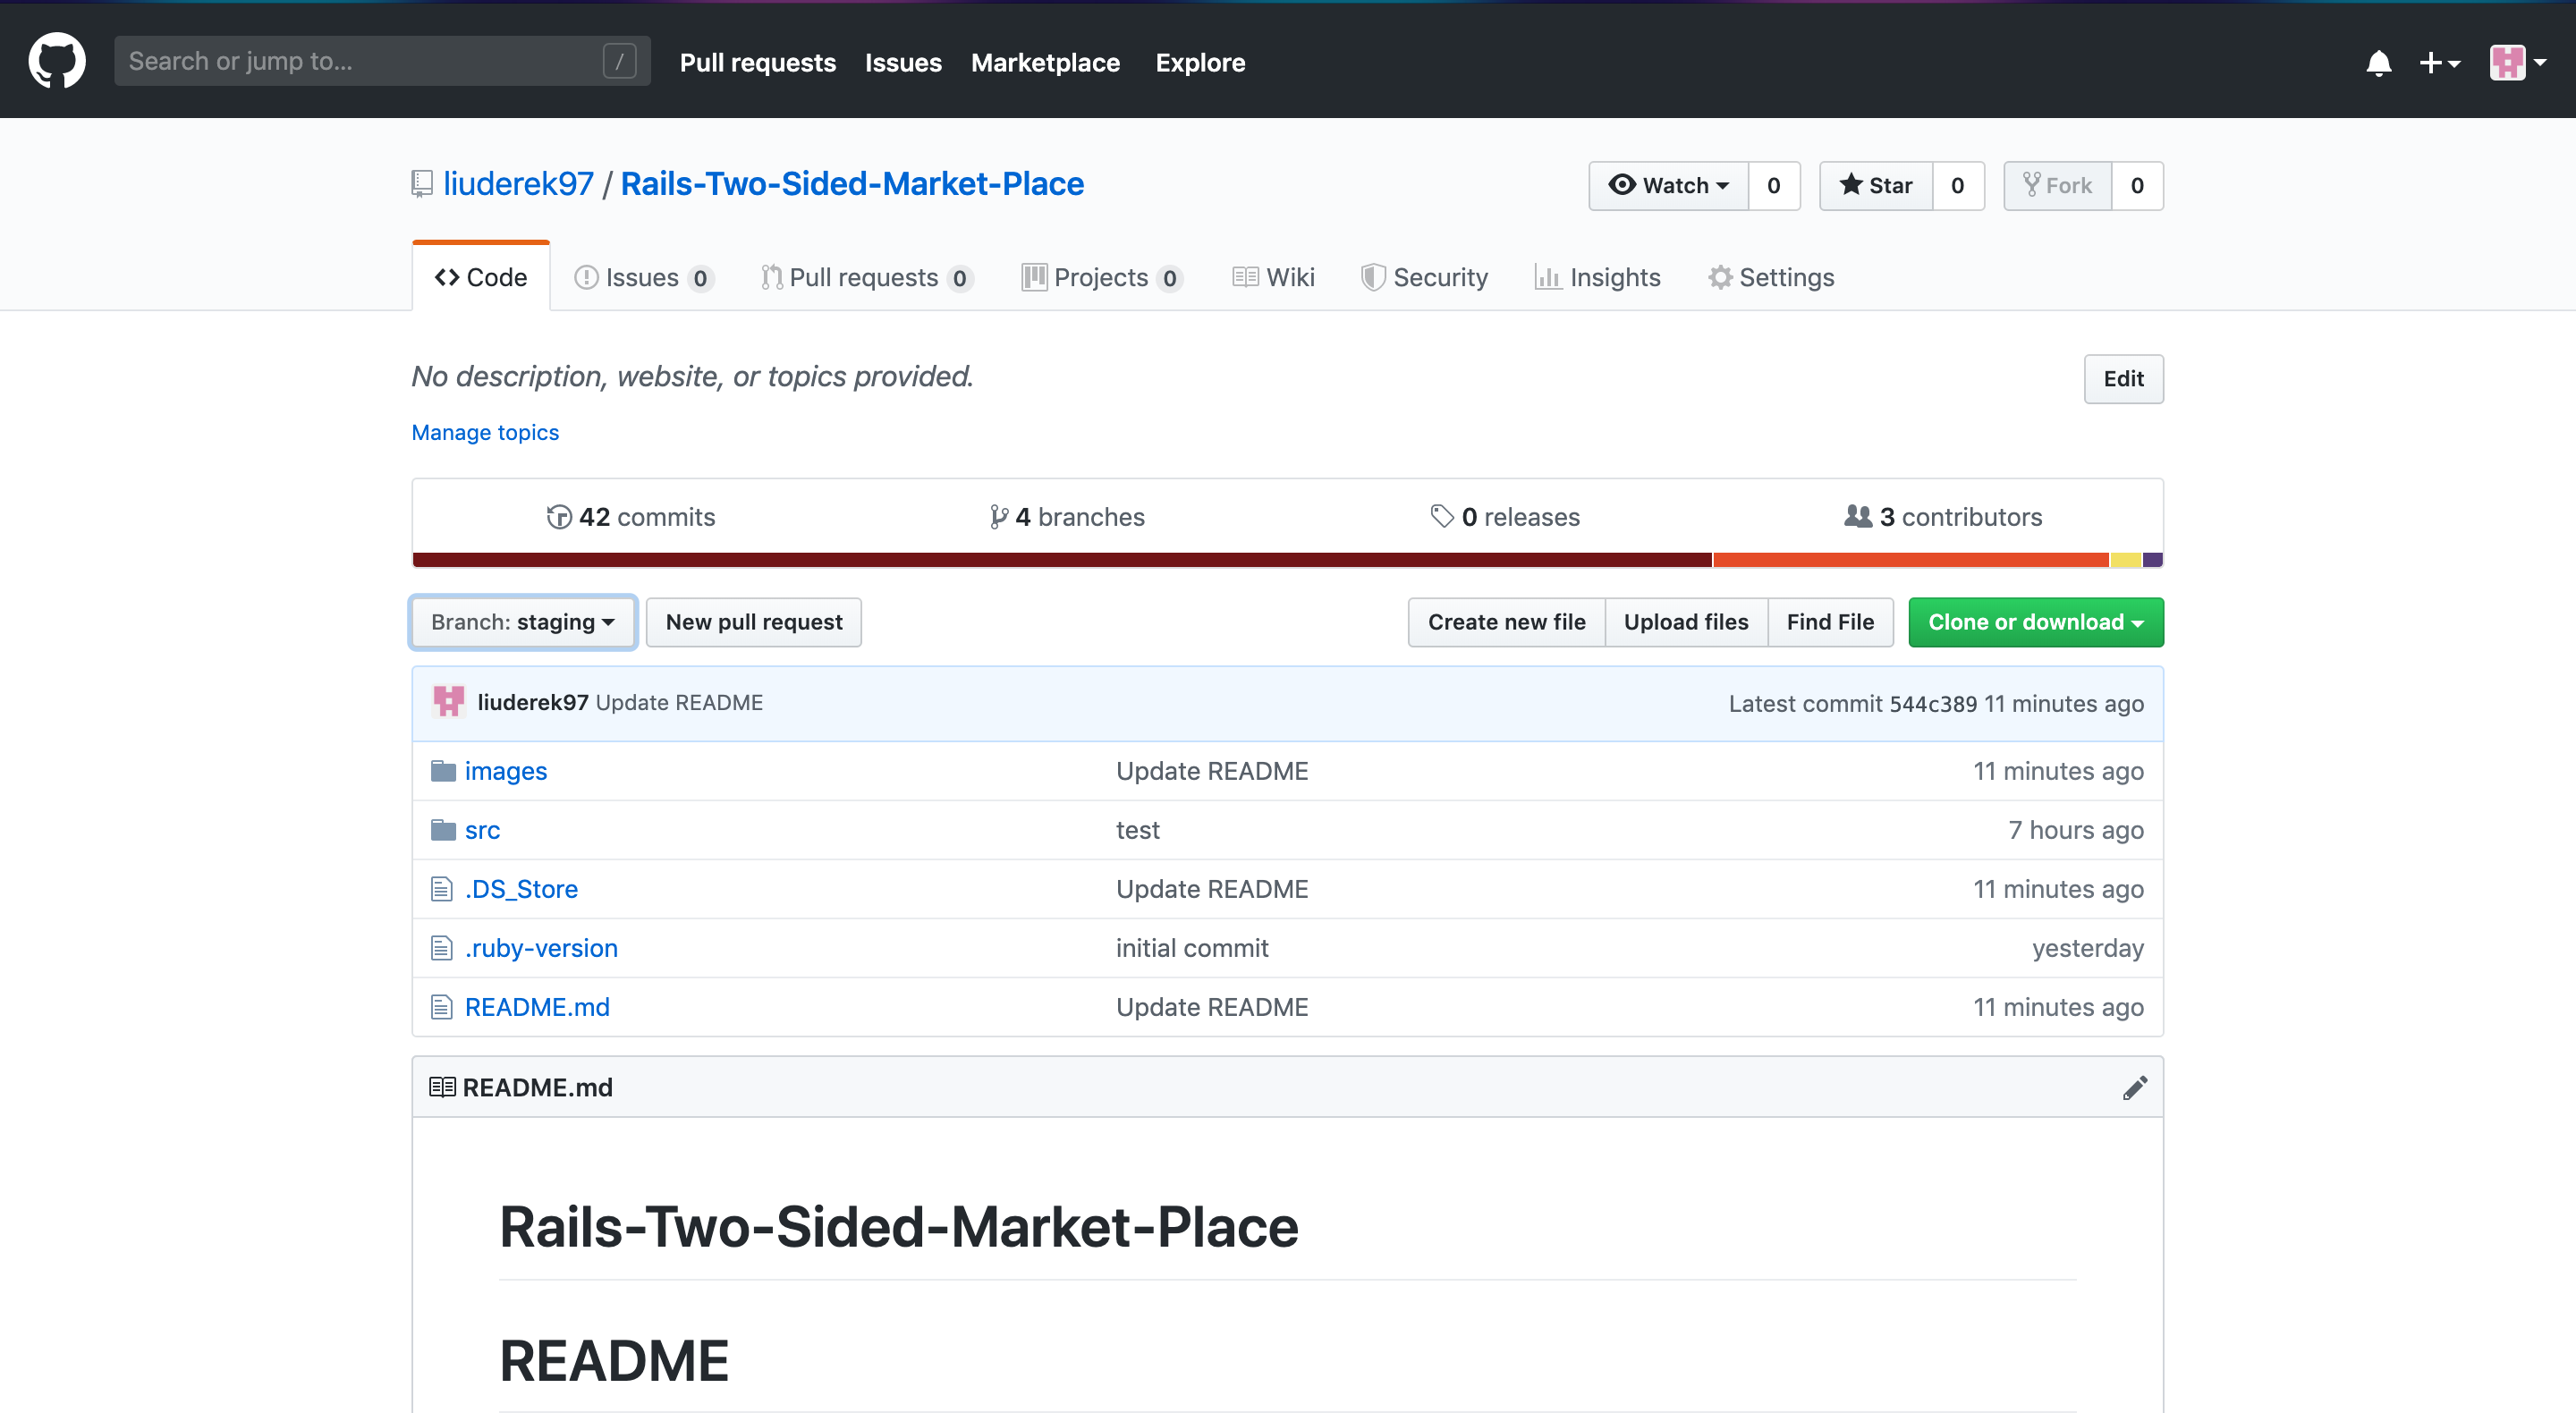 Search or jump to... / Pull requests Issues Marketplace Explore
liuderek97 / Rails-Two-Sided-Market-Place Watch 0 Star 0 Fork 0
Code Issues 0 Pull requests 0 Projects 0 Wiki Security Insights Settings
No description, website, or topics provided. Edit
Manage topics
42 commits 4 branches 0 releases 3 contributors
Branch: staging New pull request Create new file Upload files Find File Clone or download
liuderek97 Update README Latest commit 544c389 11 minutes ago
images Update README 11 minutes ago
src test 7 hours ago
.DS_Store Update README 11 minutes ago
.ruby-version initial commit yesterday
README.md Update README 11 minutes ago
README.md
Rails-Two-Sided-Market-Place
README